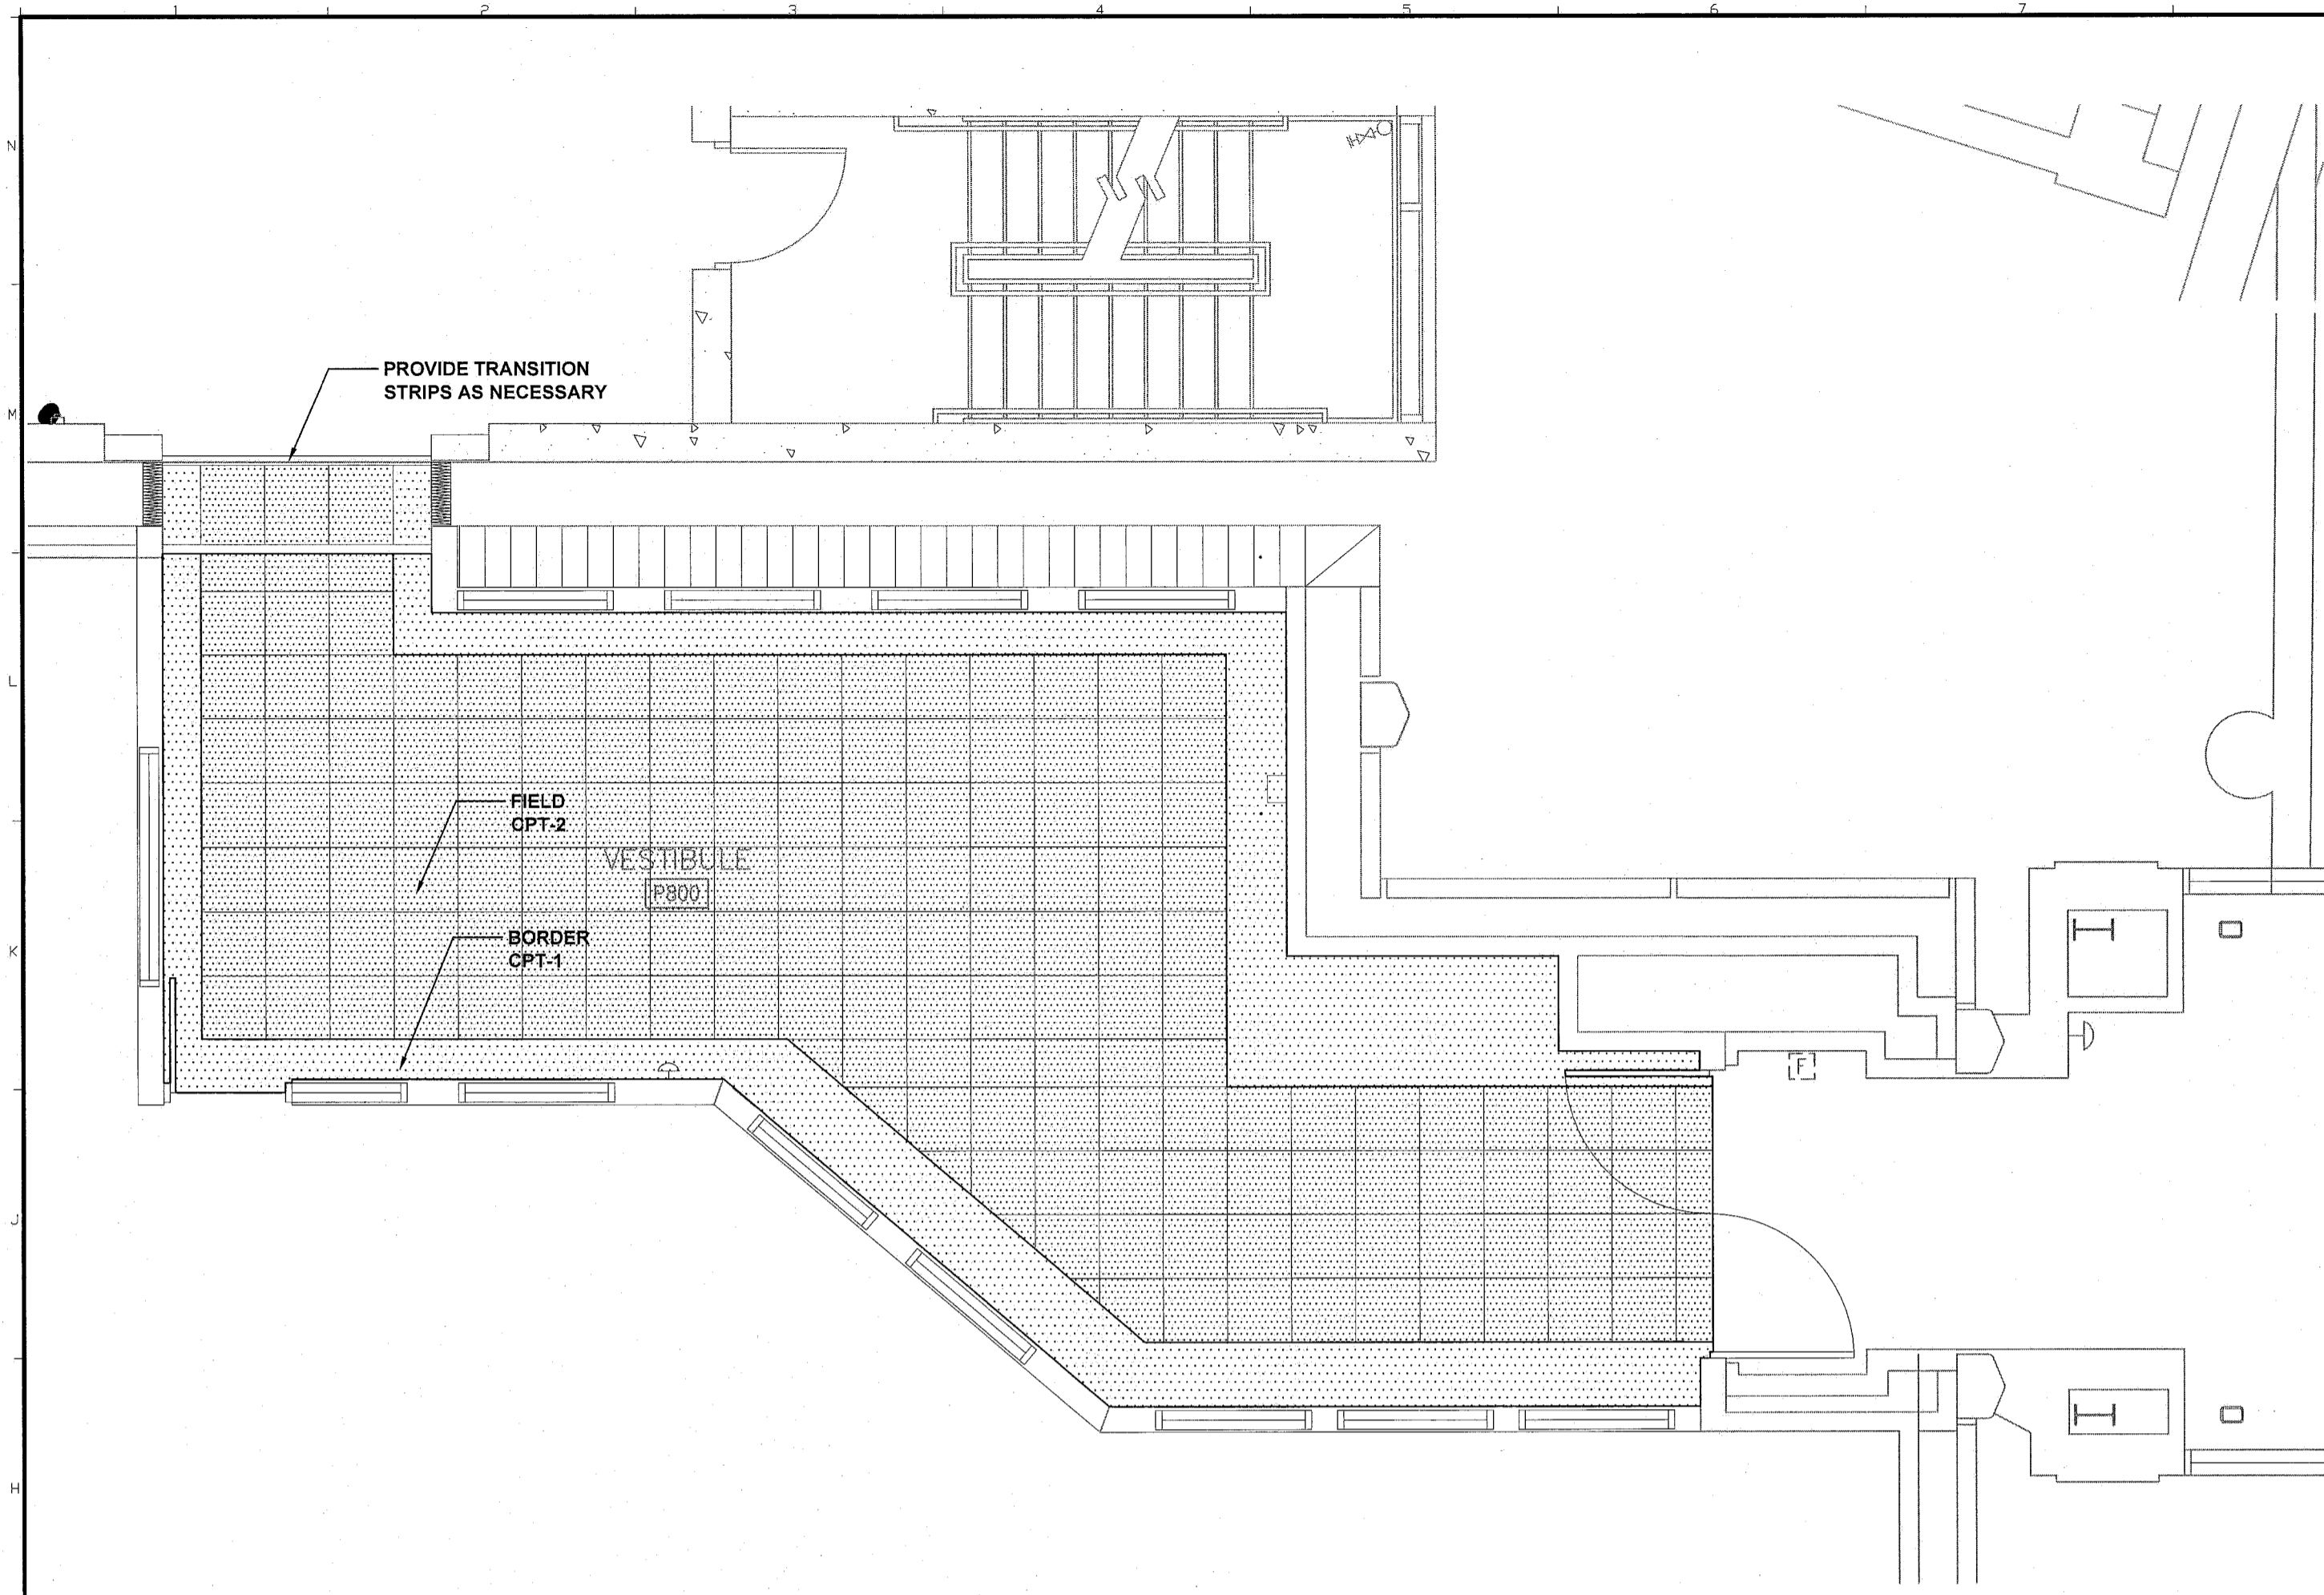 1 2 3 4 5 6 7
N
PROVIDE TRANSITION
STRIPS AS NECESSARY
M
L
FIELD
CPT-2
VESTIBULE
P800
BORDER
CPT-1
K
F
J
H